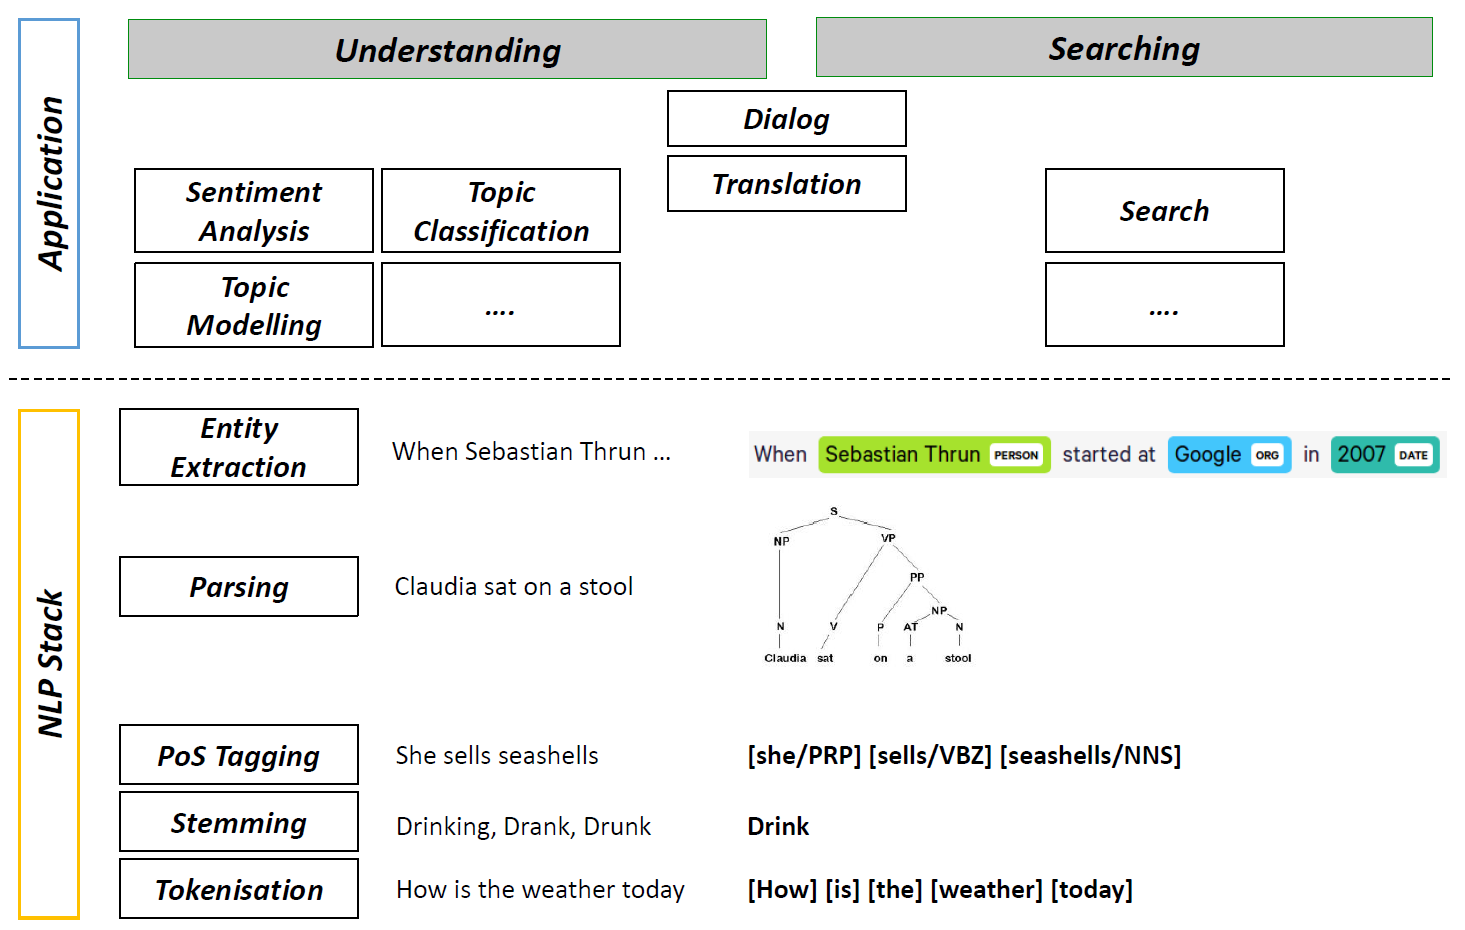 Application
Understanding
Searching
Dialog
Translation
Sentiment
Analysis
Topic
Classification
Search
Topic
Modelling
....
....
NLP Stack
Entity
Extraction
When Sebastian Thrun ...
When Sebastian Thrun PERSON started at Google ORG in 2007 DATE
Parsing
Claudia sat on a stool
S
NP VP
PP
NP
N V P AT N
Claudia sat on a stool
PoS Tagging
She sells seashells
[she/PRP] [sells/VBZ] [seashells/NNS]
Stemming
Drinking, Drank, Drunk
Drink
Tokenisation
How is the weather today
[How] [is] [the] [weather] [today]